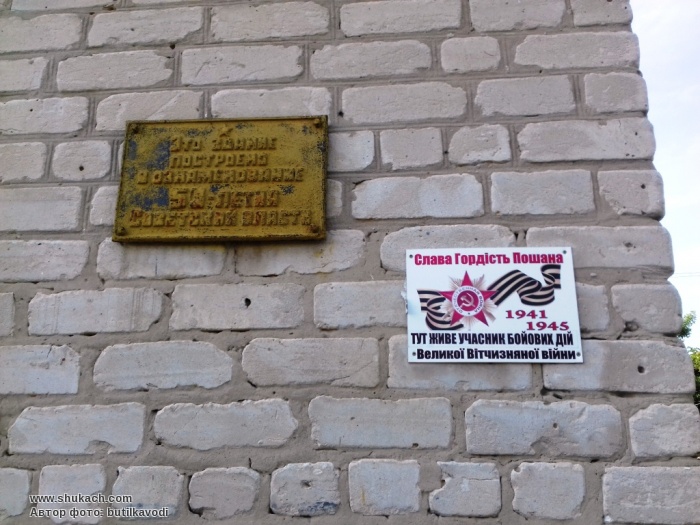 Это здание
построено
в ознаменование
50-летия
Советской власти
Слава Гордість Пошана
1941
1945
ТУТ ЖИВЕ УЧАСНИК БОЙОВИХ ДІЙ
Великої Вітчизняної війни
www.shukach.com
Автор фото: butilkavodi